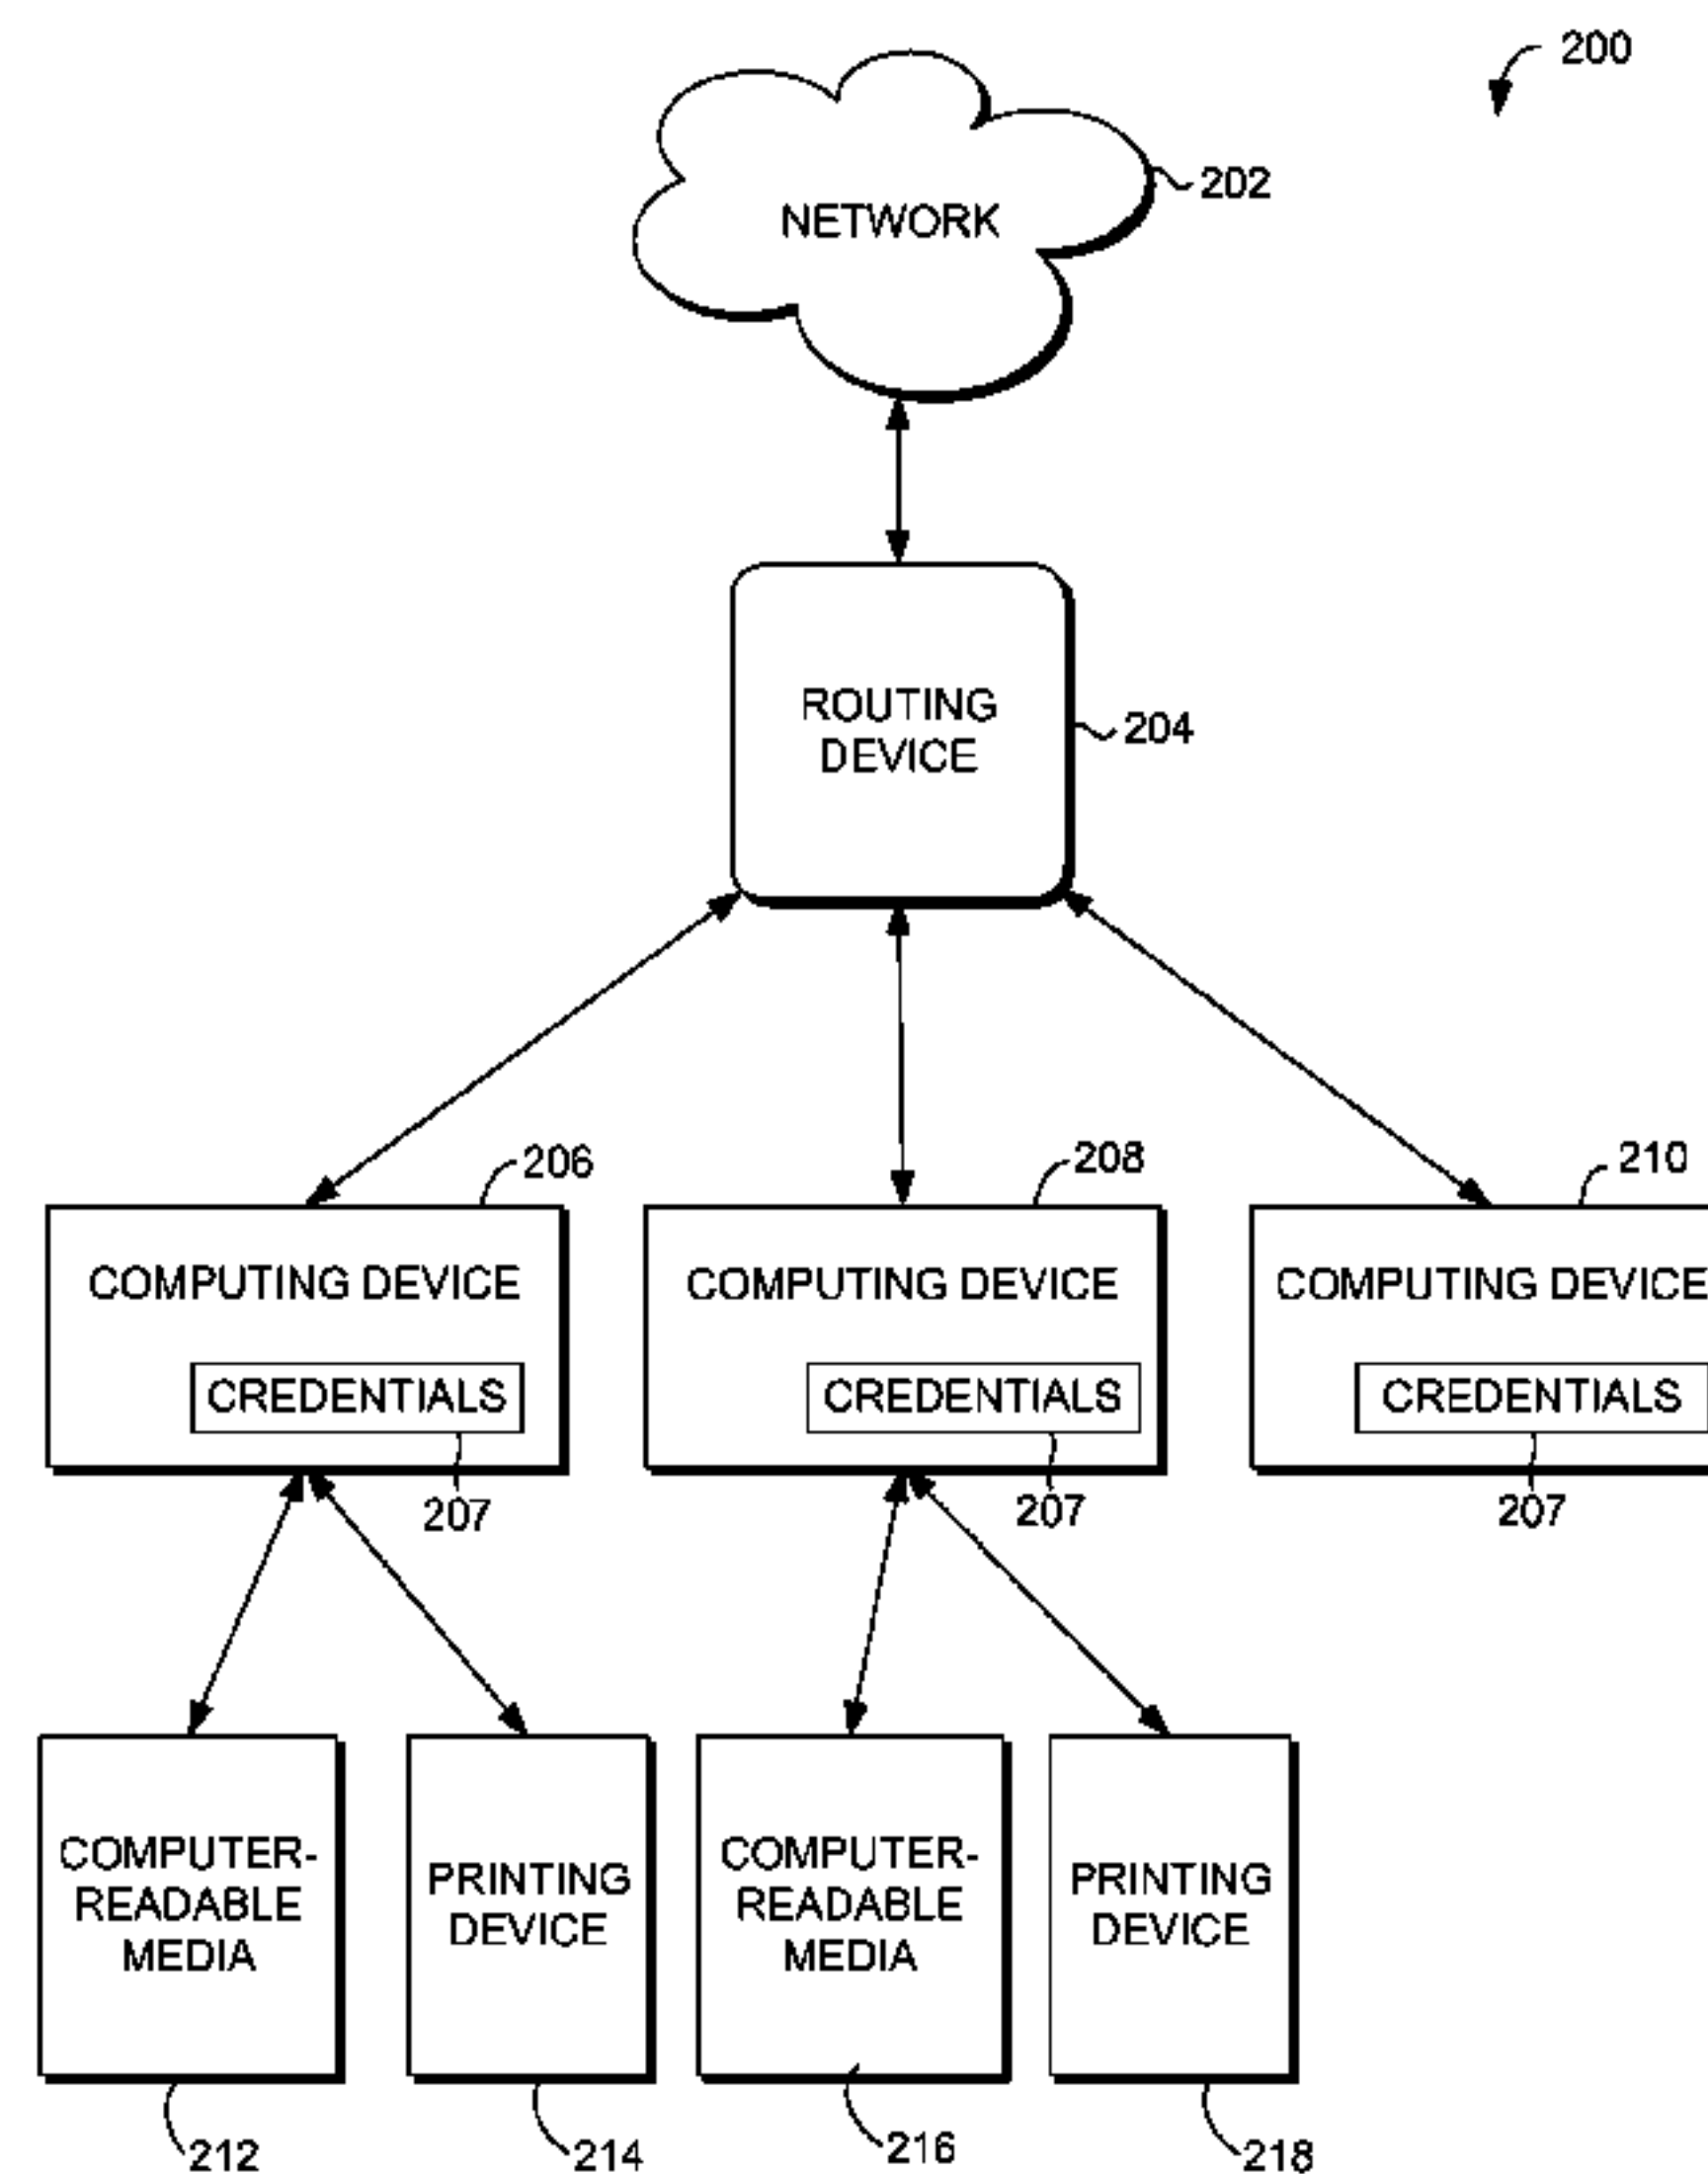 200
202
NETWORK
ROUTING
DEVICE
204
206
208
210
COMPUTING DEVICE
COMPUTING DEVICE
COMPUTING DEVICE
CREDENTIALS
CREDENTIALS
CREDENTIALS
207
207
207
COMPUTER-
READABLE
MEDIA
PRINTING
DEVICE
COMPUTER-
READABLE
MEDIA
PRINTING
DEVICE
212
214
216
218